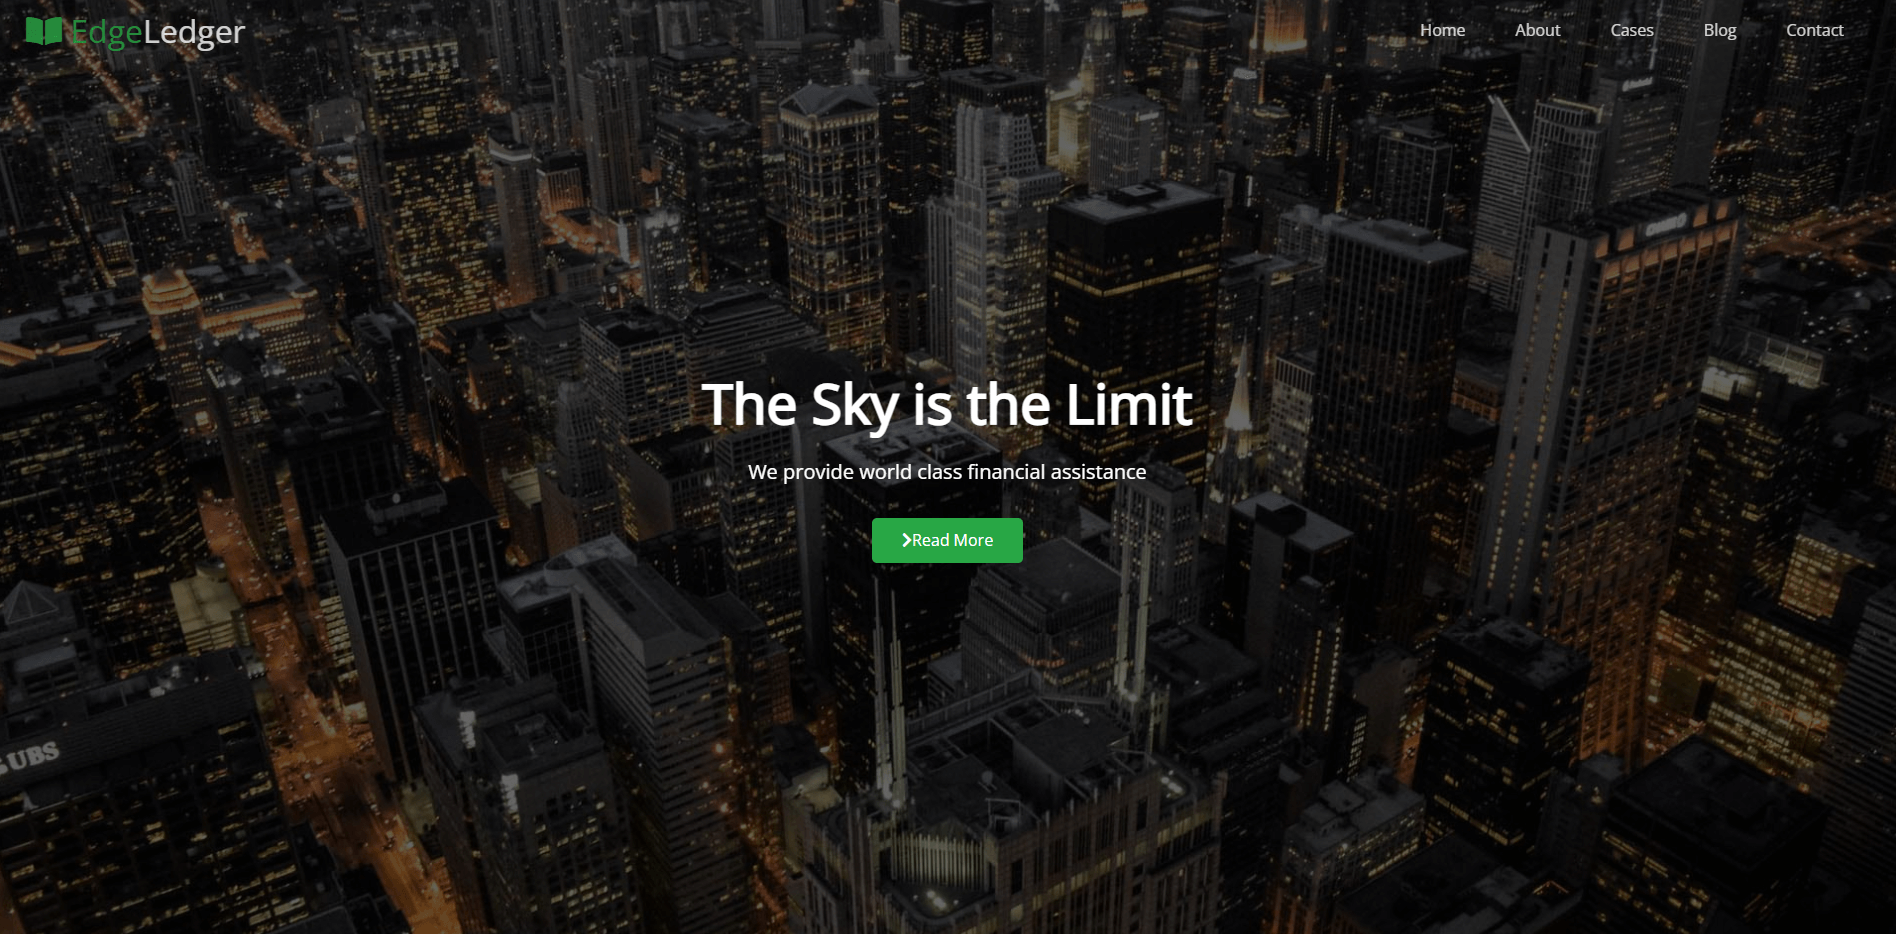 EdgeLedger
Home
About
Cases
Blog
Contact
The Sky is the Limit
We provide world class financial assistance
Read More
UBS